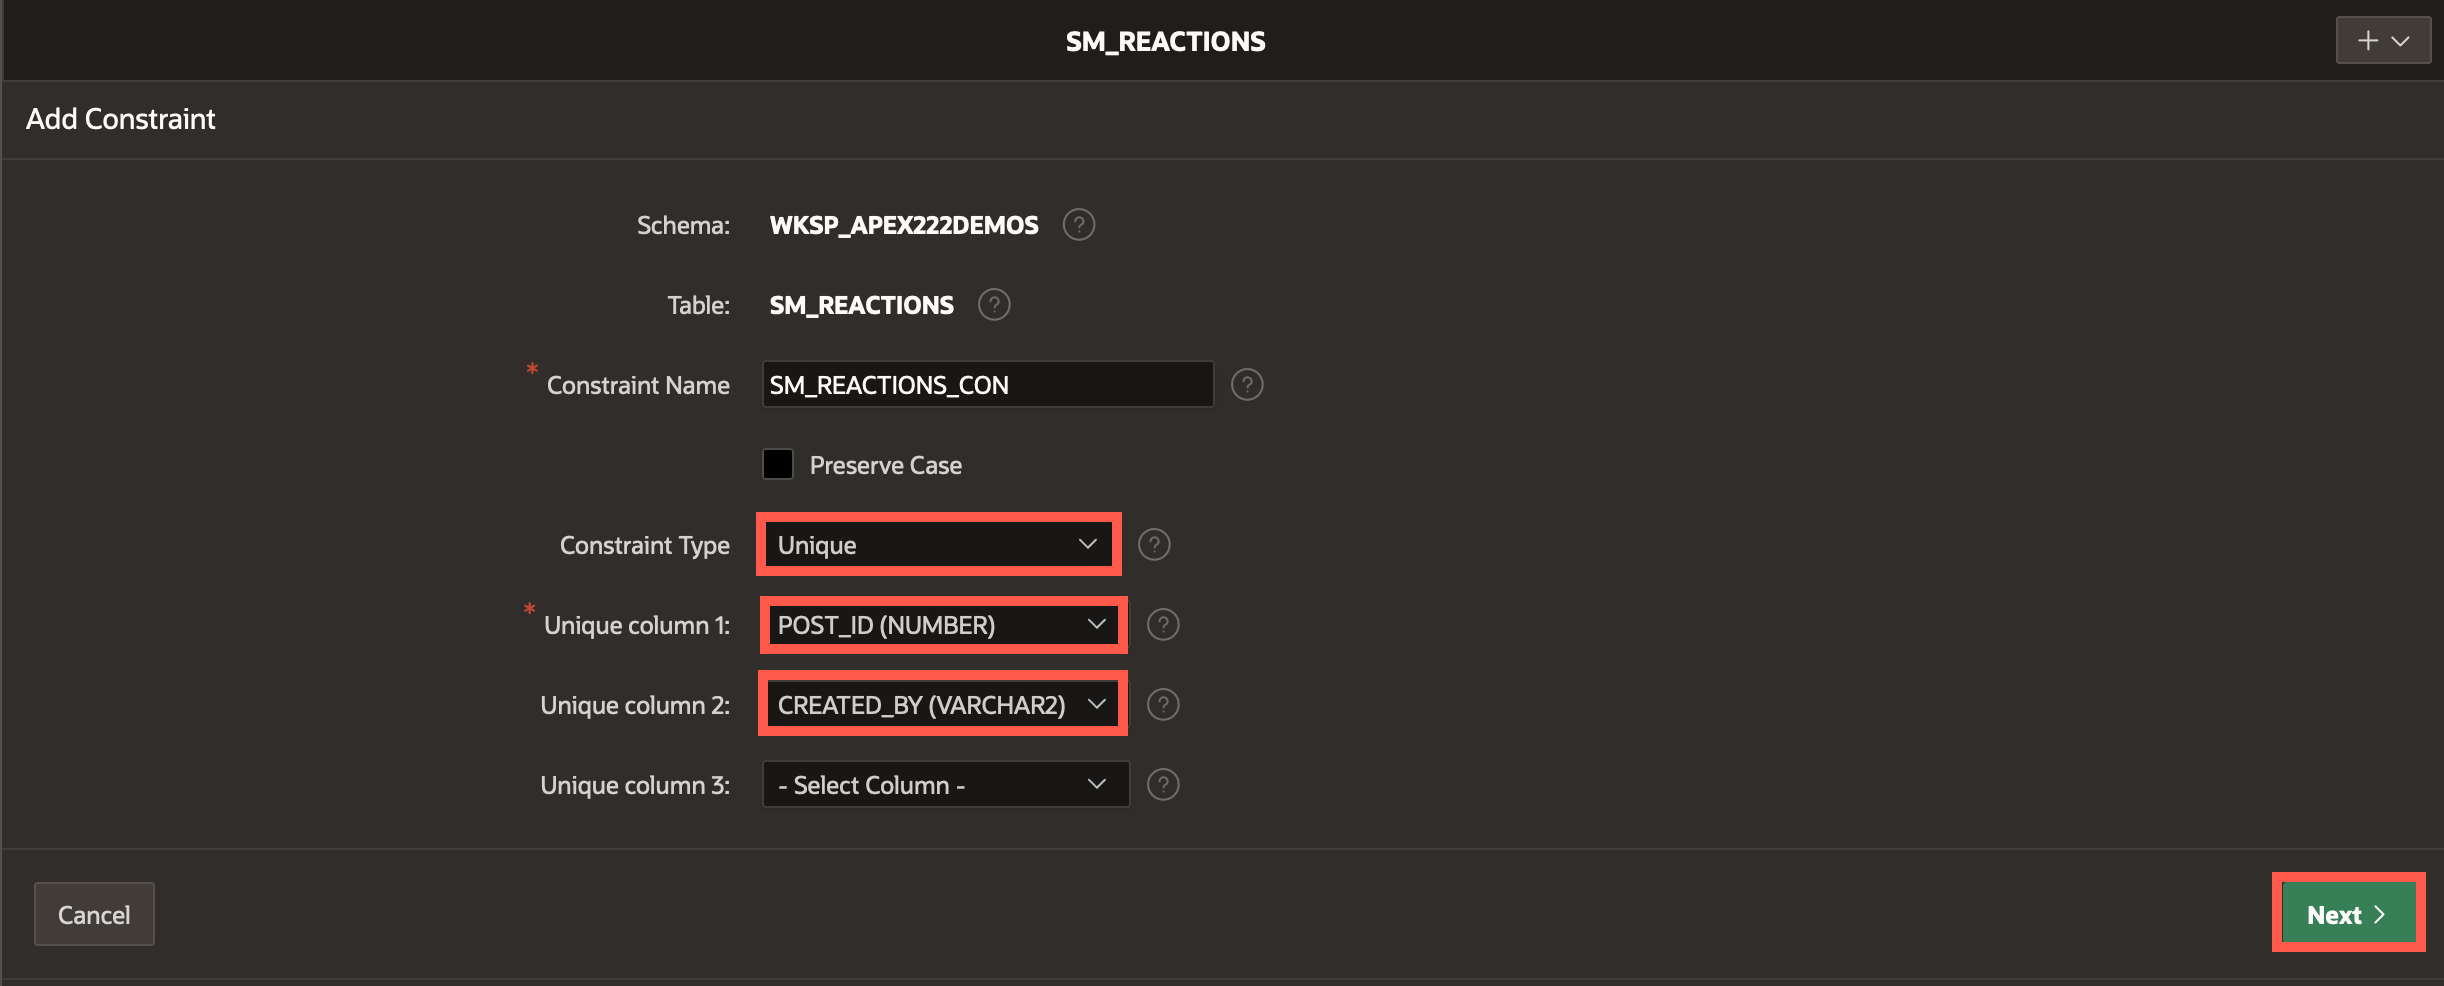 SM_REACTIONS
Add Constraint
Schema: WKSP_APEX222DEMOS ?
Table: SM_REACTIONS ?
* Constraint Name SM_REACTIONS_CON ?
Preserve Case
Constraint Type Unique ?
* Unique column 1: POST_ID (NUMBER) ?
Unique column 2: CREATED_BY (VARCHAR2) ?
Unique column 3: - Select Column - ?
Cancel Next